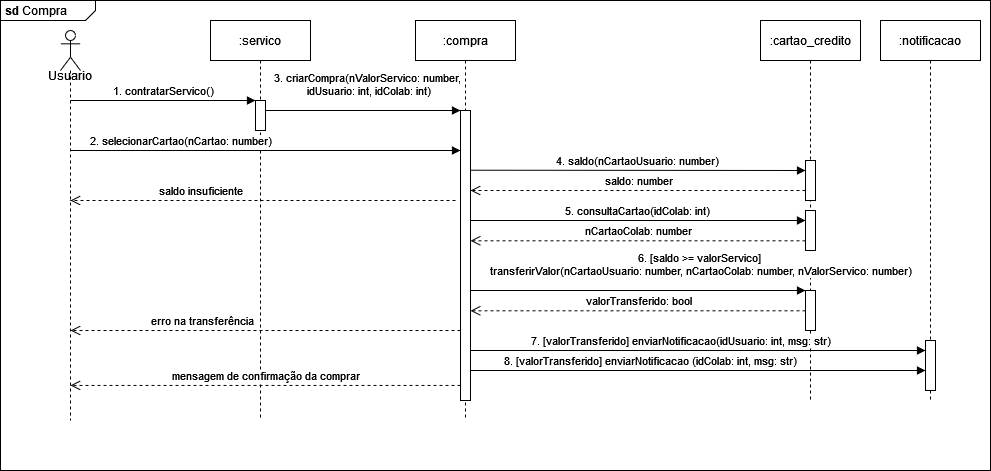 sd Compra
:servico
:compra
:cartao_credito
:notificacao
Usuario
3. criarCompra(nValorServico: number,
idUsuario: int, idColab: int)
1. contratarServico()
2. selecionarCartao(nCartao: number)
4. saldo(nCartaoUsuario: number)
saldo: number
saldo insuficiente
5. consultaCartao(idColab: int)
nCartaoColab: number
6. [saldo >= valorServico]
transferirValor(nCartaoUsuario: number, nCartaoColab: number, nValorServico: number)
valorTransferido: bool
erro na transferência
7. [valorTransferido] enviarNotificacao(idUsuario: int, msg: str)
8. [valorTransferido] enviarNotificacao (idColab: int, msg: str)
mensagem de confirmação da comprar